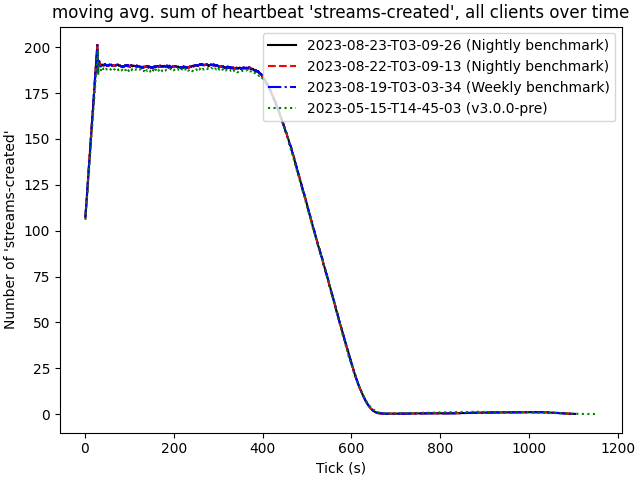 moving avg. sum of heartbeat 'streams-created', all clients over time
2023-08-23-T03-09-26 (Nightly benchmark)
2023-08-22-T03-09-13 (Nightly benchmark)
2023-08-19-T03-03-34 (Weekly benchmark)
2023-05-15-T14-45-03 (v3.0.0-pre)
Number of 'streams-created'
200
175
150
125
100
75
50
25
0
0
200
400
600
800
1000
1200
Tick (s)